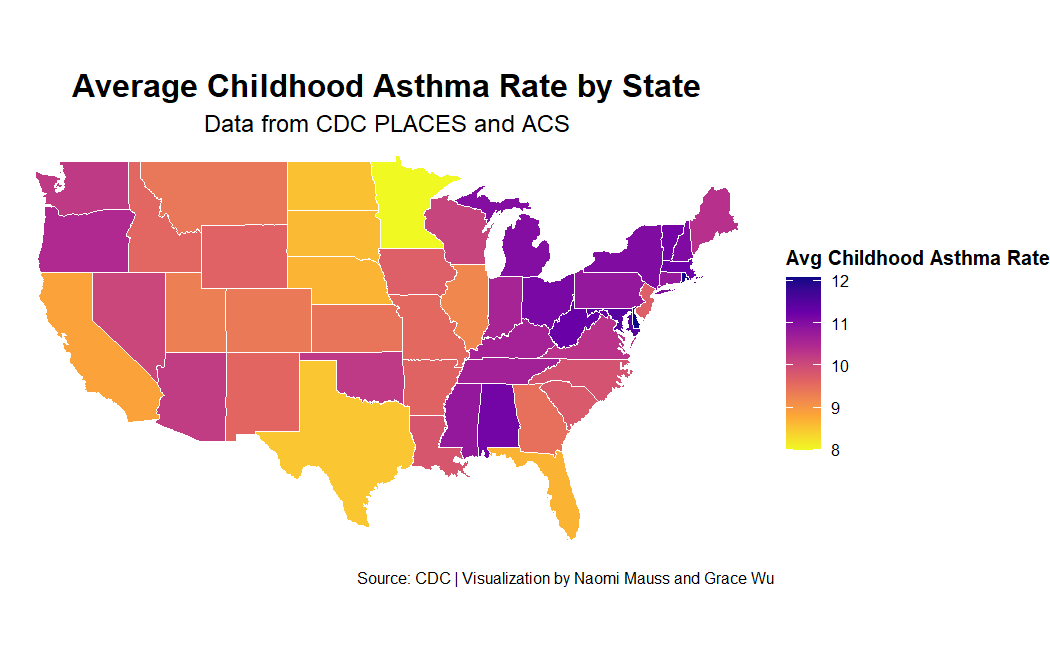 Average Childhood Asthma Rate by State
Data from CDC PLACES and ACS
Avg Childhood Asthma Rate
12
11
10
9
8
Source: CDC | Visualization by Naomi Mauss and Grace Wu